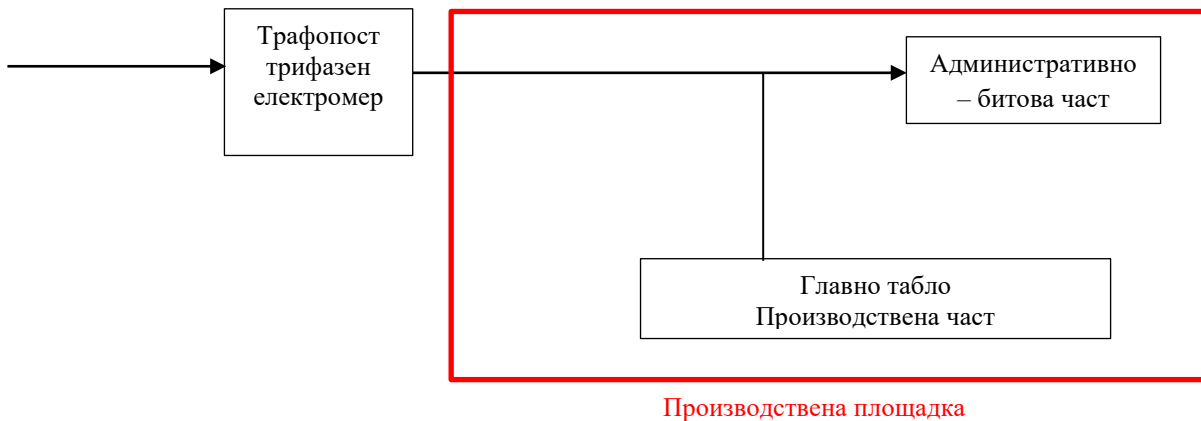 Трафопост
трифазен
електромер
Административно
– битова част
Главно табло
Производствена част
Производствена площадка